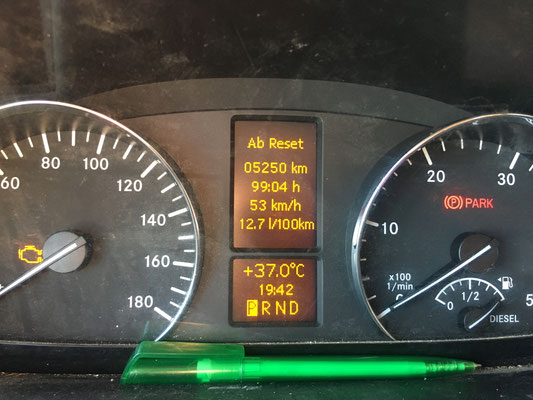 60
80
100
120
140
160
180
Ab Reset
05250 km
99:04 h
53 km/h
12.7 l/100km
+37.0°C
19:42
P R N D
10
20
30
5
x100
1/min
(P) PARK
0 1/2
DIESEL